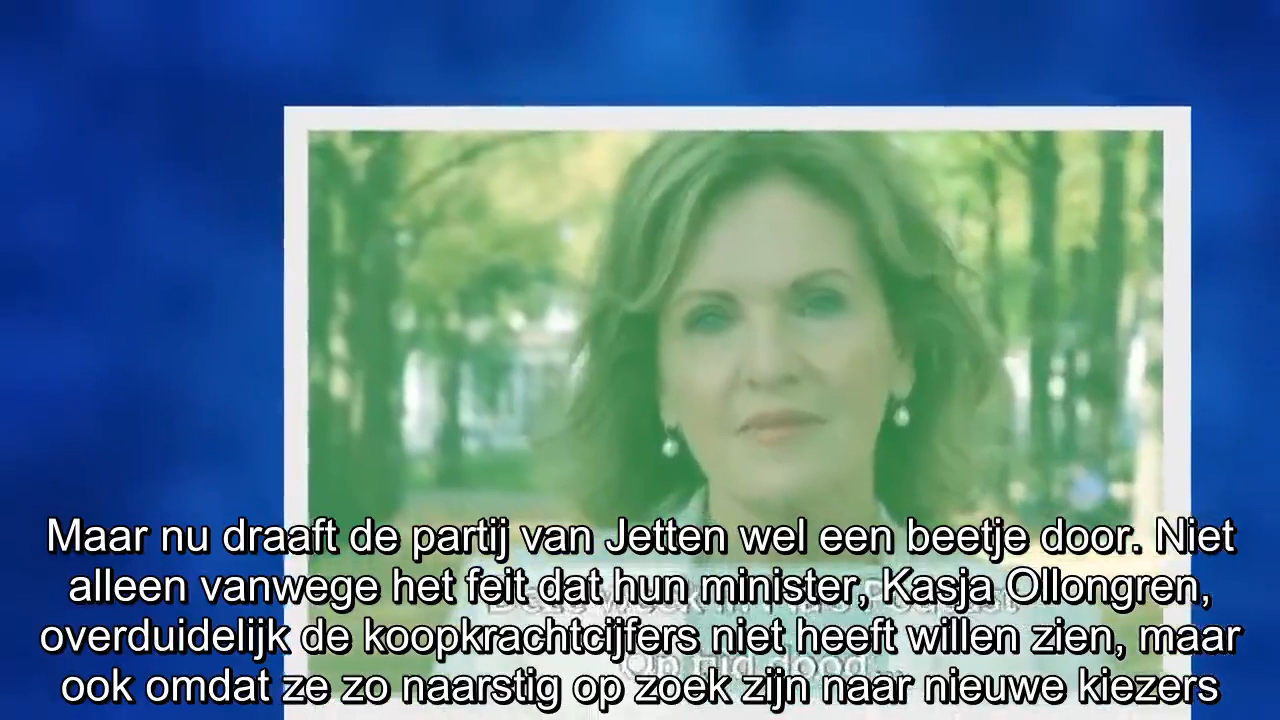 Maar nu draaft de partij van Jetten wel een beetje door. Niet
alleen vanwege het feit dat hun minister, Kasja Ollongren,
overduidelijk de koopkrachtcijfers niet heeft willen zien, maar
ook omdat ze zo naarstig op zoek zijn naar nieuwe kiezers